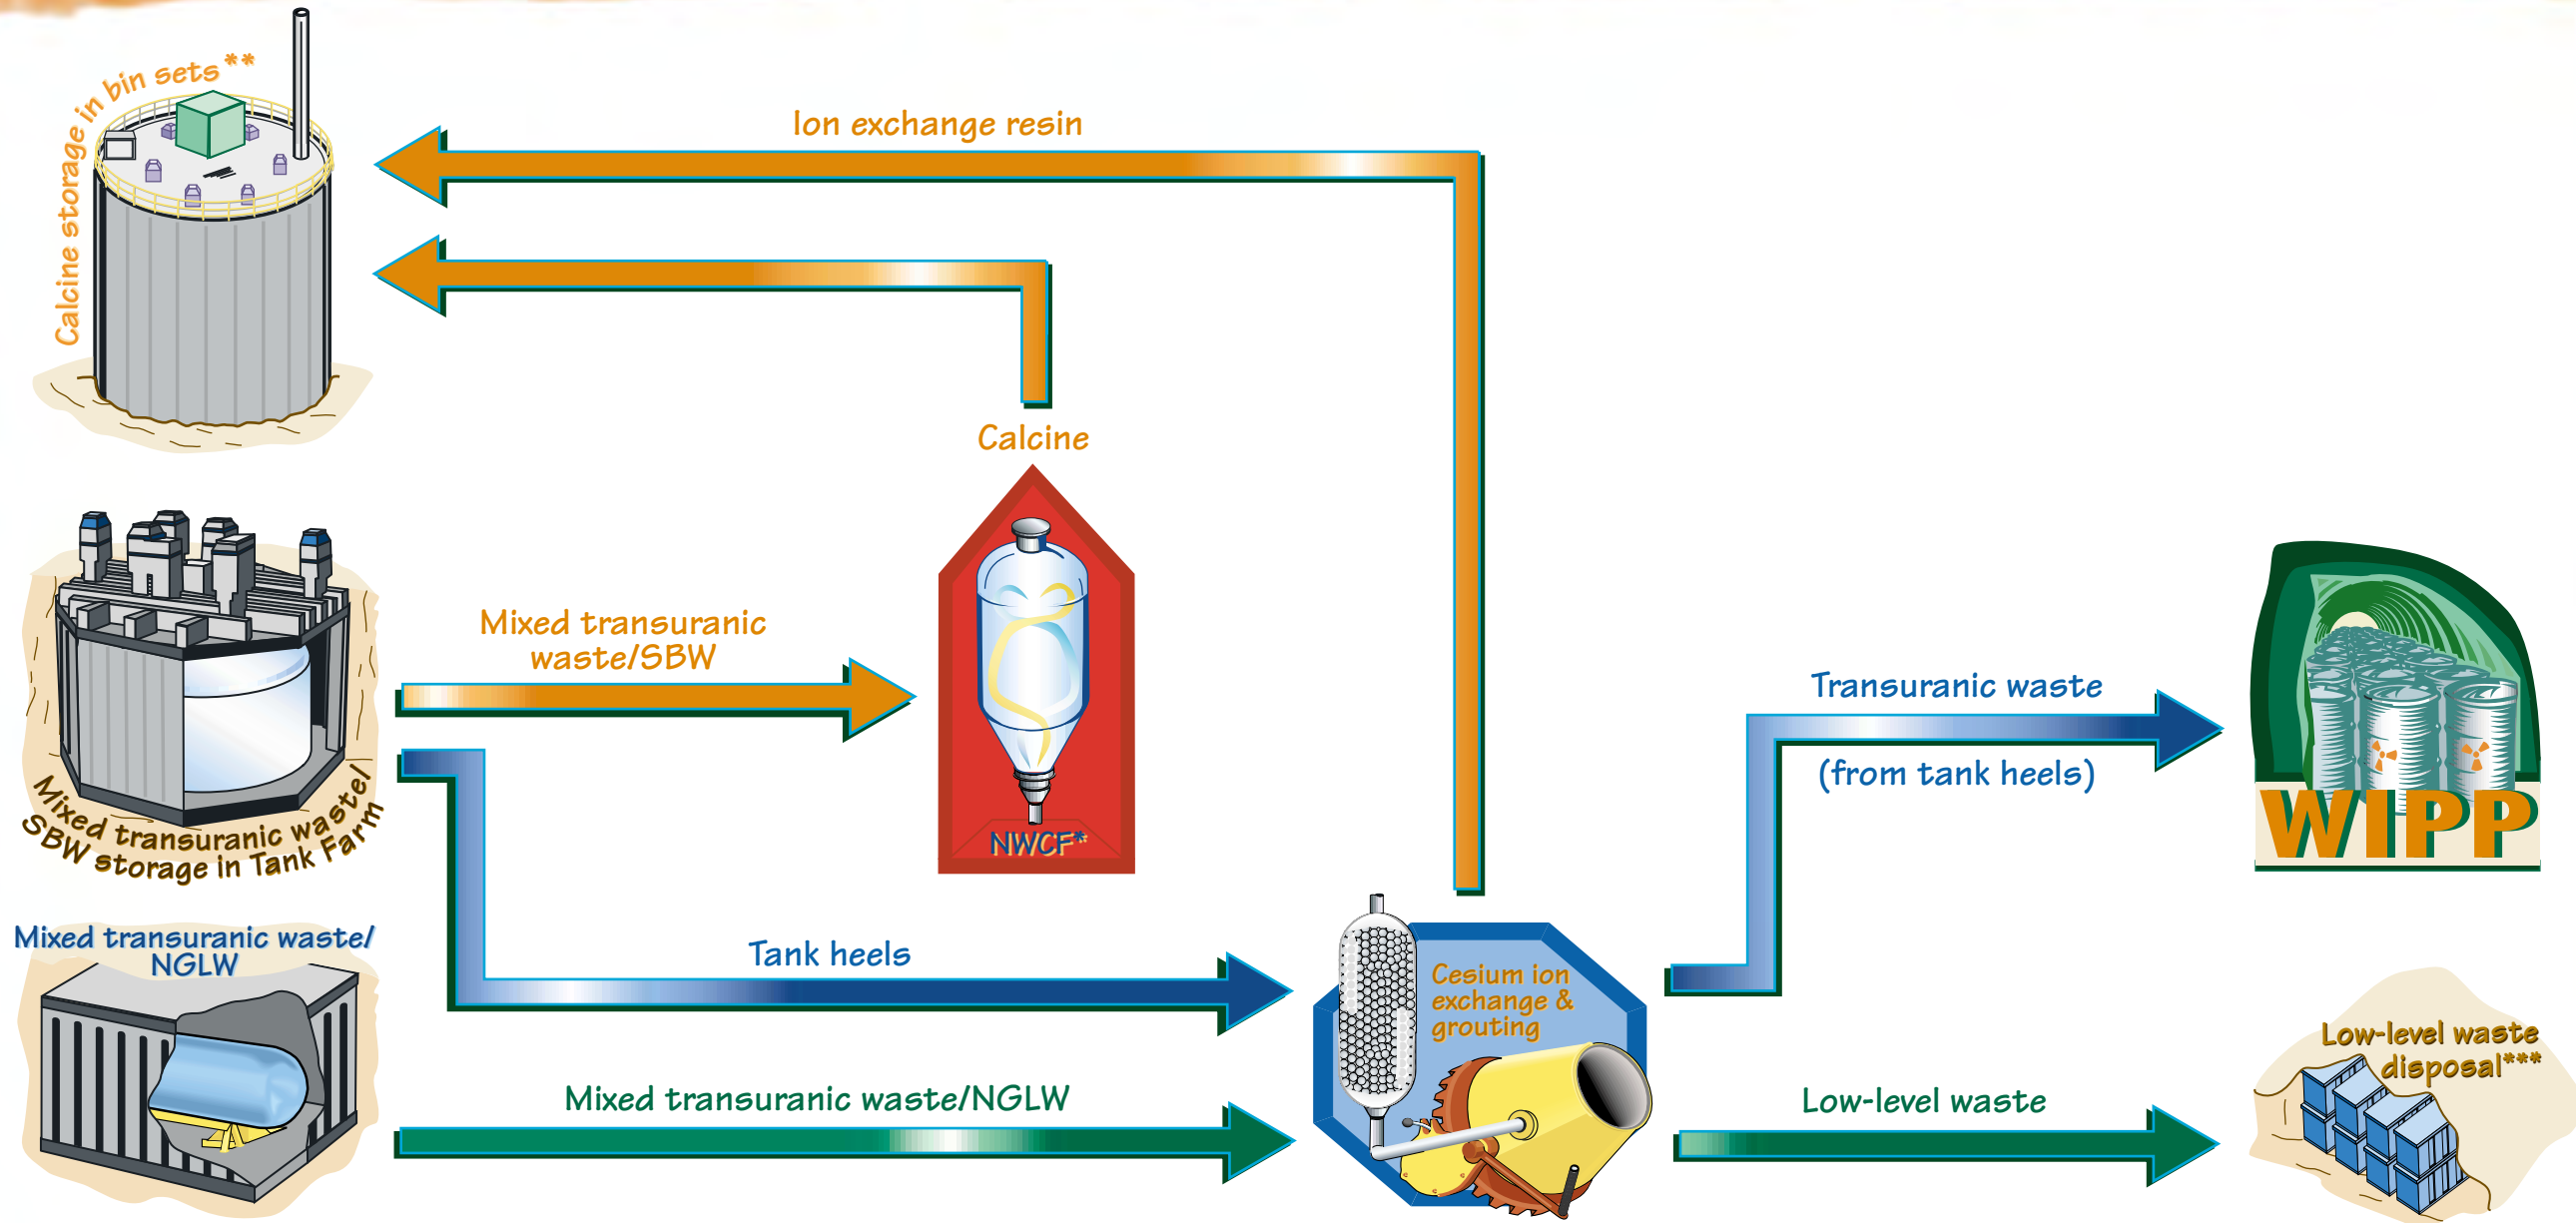 Calcine storage in bin sets**
Ion exchange resin
Calcine
Mixed transuranic
waste/SBW
NWCF*
Mixed transuranic waste/
SBW storage in Tank Farm
Transuranic waste
(from tank heels)
WIPP
Mixed transuranic waste/
NGLW
Tank heels
Cesium ion
exchange &
grouting
Mixed transuranic waste/NGLW
Low-level waste
Low-level waste
disposal***